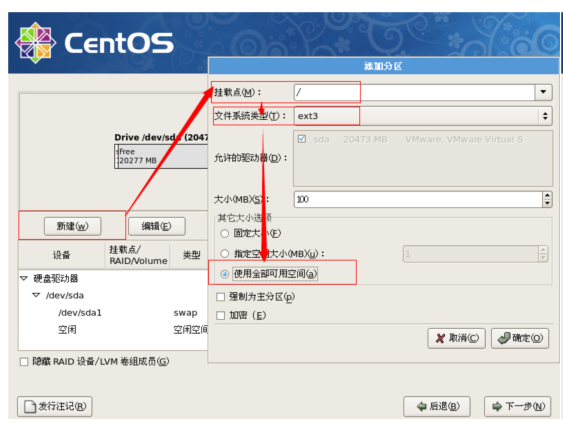 CentOS
添加分区
挂载点(M)：
/
文件系统类型(T)：
ext3
允许的驱动器(D)：
sda 20473 MB VMware, VMware Virtual S
大小(MB)(S)：
100
其它大小选项
固定大小(F)
指定空间大小(MB)(u)：
1
使用全部可用空间(a)
强制为主分区(p)
加密 (E)
取消(C)
确定(O)
Drive /dev/sda (2047
Free
20277 MB
新建(w)
编辑(E)
设备
挂载点/
RAID/Volume
类型
硬盘驱动器
/dev/sda
/dev/sda1
swap
空闲
空闲空间
隐藏 RAID 设备/LVM 卷组成员(G)
发行注记(R)
后退(B)
下一步(N)